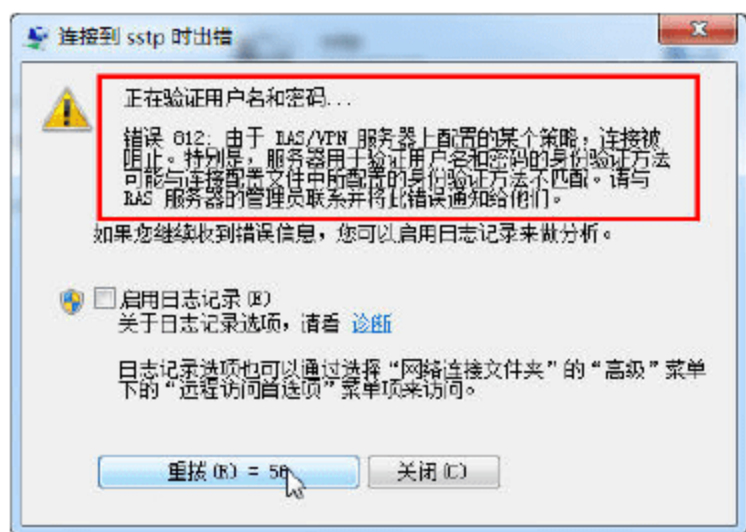 连接到 sstp 时出错
正在验证用户名和密码...
错误 812: 由于 RAS/VPN 服务器上配置的某个策略，连接被
阻止。特别是，服务器用于验证用户名和密码的身份验证方法
可能与连接配置文件中所配置的身份验证方法不匹配。请与
RAS 服务器的管理员联系并将此错误通知给他们。
如果您继续收到错误信息，您可以启用日志记录来做分析。
启用日志记录(E)
关于日志记录选项，请看 诊断
日志记录选项也可以通过选择“网络连接文件夹”的“高级”菜单
下的“远程访问首选项”菜单项来访问。
重拨(R) = 56
关闭(C)